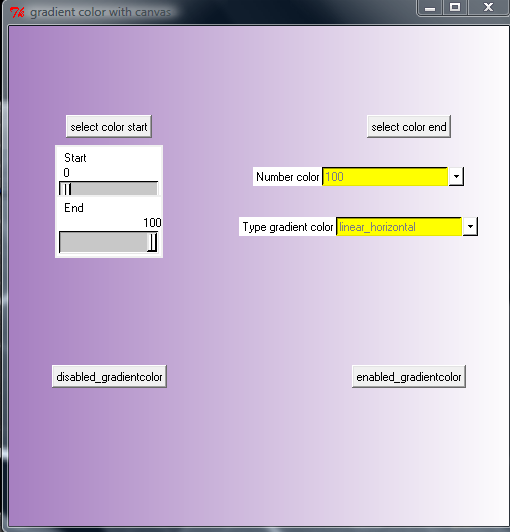 gradient color with canvas
select color start
select color end
Start
0
Number color 100
End
100
Type gradient color linear_horizontal
disabled_gradientcolor
enabled_gradientcolor